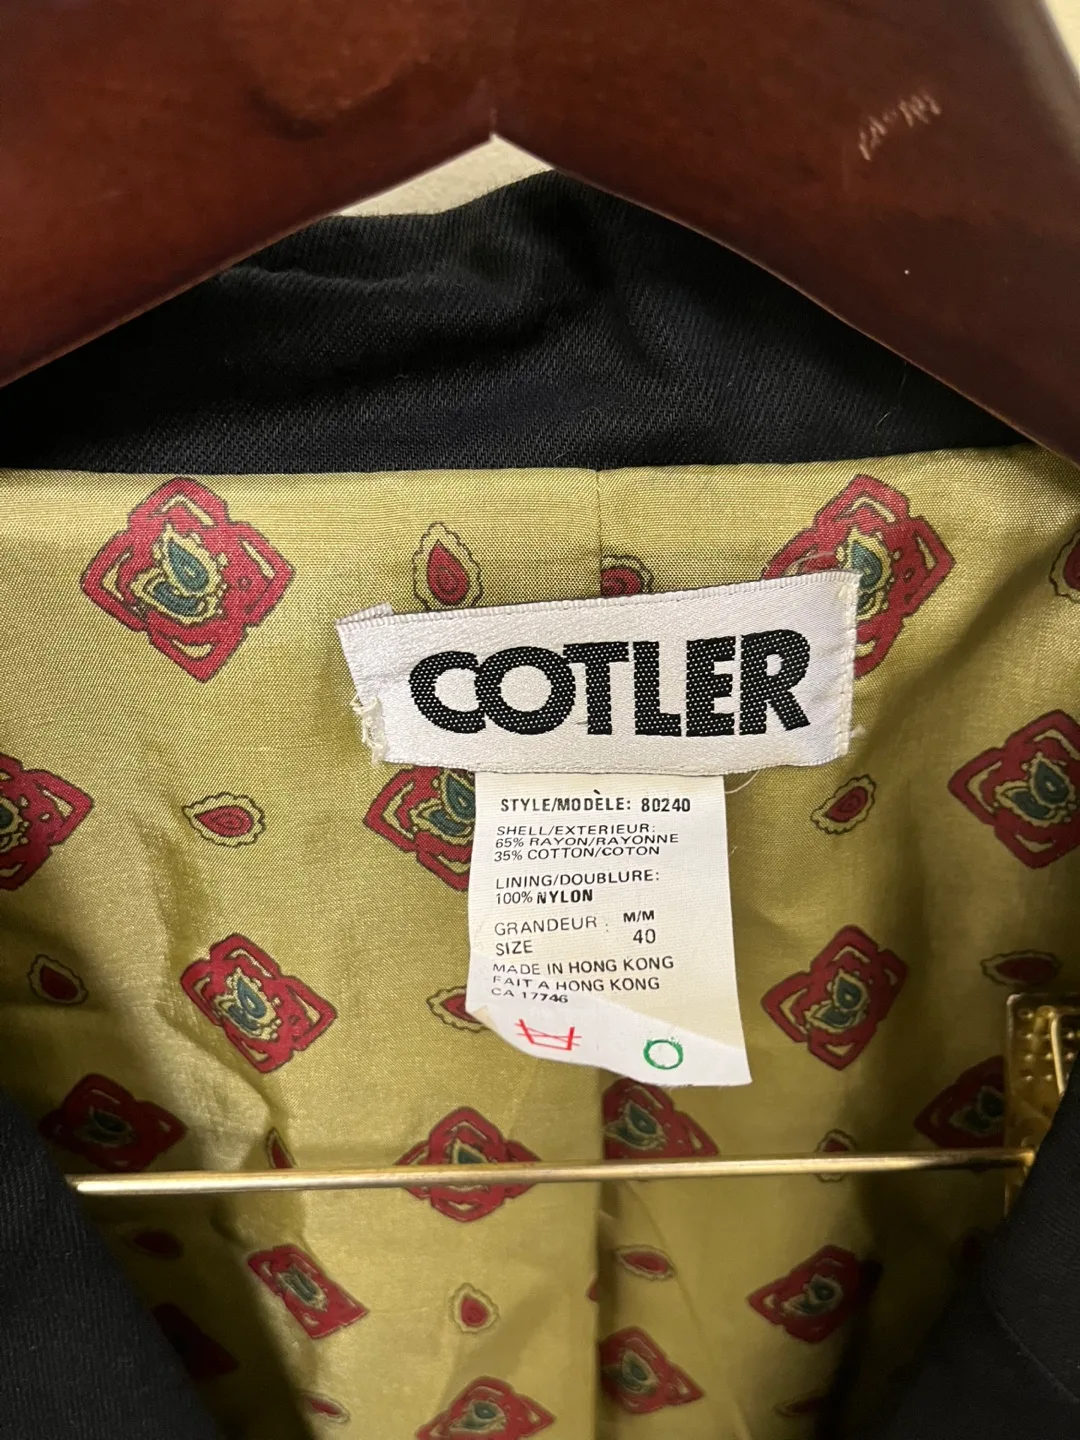 COTLER
STYLE/MODÈLE: 80240
SHELL/EXTERIEUR:
65% RAYON/RAYONNE
35% COTTON/COTON
LINING/DOUBLURE:
100% NYLON
GRANDEUR : M/M
SIZE 40
MADE IN HONG KONG
FAIT A HONG KONG
CA 17746